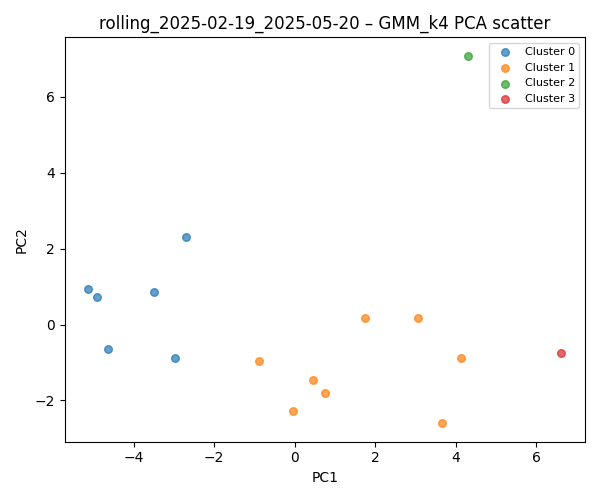 rolling_2025-02-19_2025-05-20 – GMM_k4 PCA scatter
Cluster 0
Cluster 1
Cluster 2
Cluster 3
6
4
2
0
−2
PC2
−4
−2
0
2
4
6
PC1